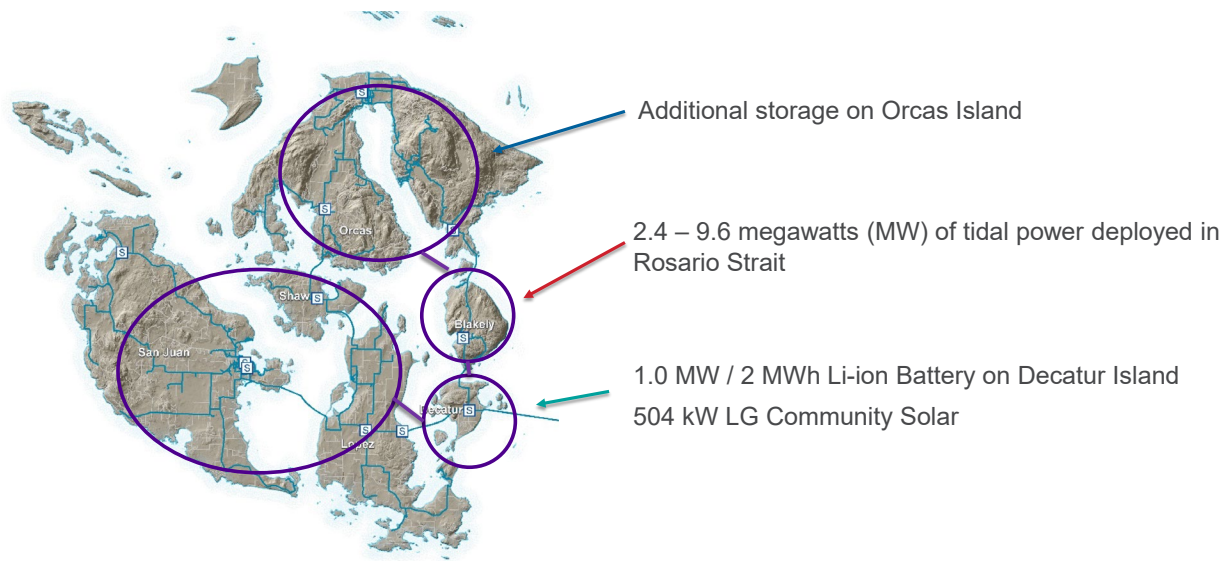 Additional storage on Orcas Island
S
S
Orcas
S
2.4 – 9.6 megawatts (MW) of tidal power deployed in
Rosario Strait
S
Shaw S
Blakely
S
San Juan
S
1.0 MW / 2 MWh Li-ion Battery on Decatur Island
504 kW LG Community Solar
Decatur S
S
S
Lopez